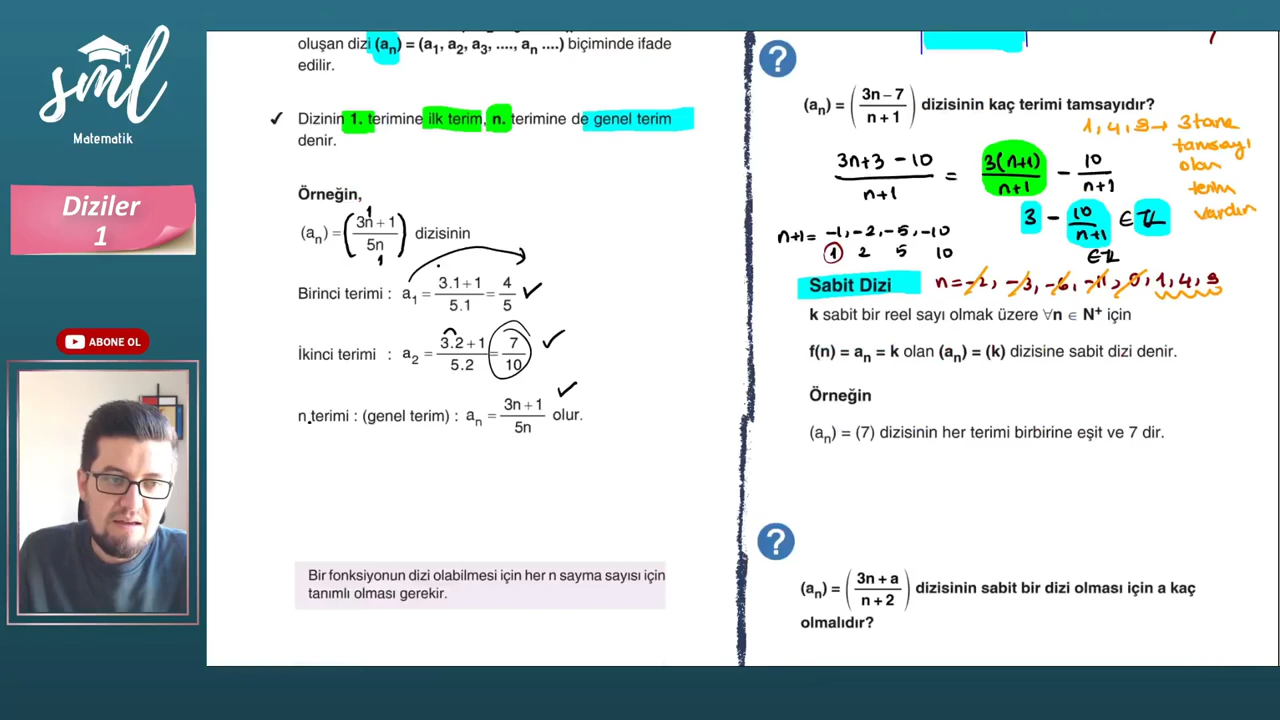 sml
Matematik
Diziler
1
ABONE OL
oluşan dizi (aₙ) = (a₁, a₂, a₃, ...., aₙ ....) biçiminde ifade
edilir.
✓ Dizinin 1. terimine ilk terim, n. terimine de genel terim
denir.
Örneğin,
(aₙ) = ( 3n + 1 / 5n ) dizisinin
1
1
Birinci terimi : a₁ = 3.1+1 / 5.1 = 4 / 5 ✓
İkinci terimi : a₂ = 3.2+1 / 5.2 = 7 / 10 ✓
n. terimi : (genel terim) : aₙ = 3n+1 / 5n olur. ✓
Bir fonksiyonun dizi olabilmesi için her n sayma sayısı için
tanımlı olması gerekir.
?
(aₙ) = ( 3n – 7 / n + 1 ) dizisinin kaç terimi tamsayıdır?
1, 4, 9 → 3 tane
tamsayı
olan
terim
vardır
3n+3 – 10 / n+1 = 3(n+1) / n+1 – 10 / n+1
3 – 10 / n+1 ∈ ℤ
∈ ℤ
n+1 = -1, -2, -5, -10
1 2 5 10
n = -2, -3, -6, -11, 0, 1, 4, 9
Sabit Dizi
k sabit bir reel sayı olmak üzere ∀n ∈ N⁺ için
f(n) = aₙ = k olan (aₙ) = (k) dizisine sabit dizi denir.
Örneğin
(aₙ) = (7) dizisinin her terimi birbirine eşit ve 7 dir.
?
(aₙ) = ( 3n + a / n + 2 ) dizisinin sabit bir dizi olması için a kaç
olmalıdır?